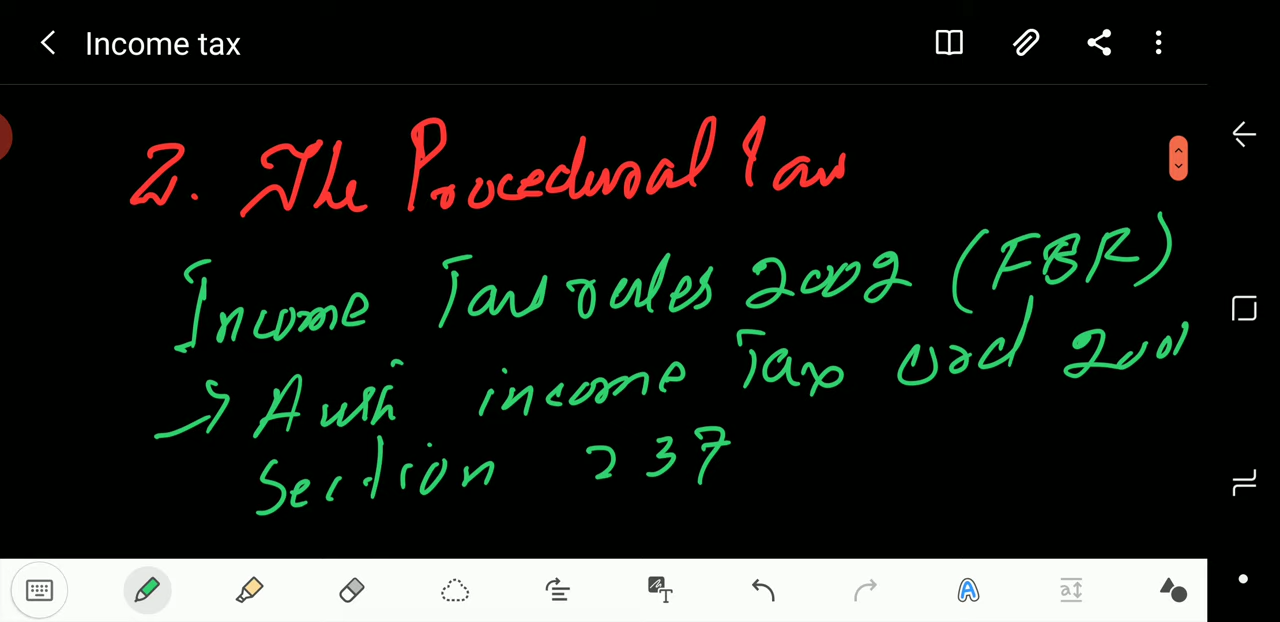 Income tax
2. The Procedural law
Income Tax rules 2002 (FBR)
→ Auth income Tax ord 2001
Section 237